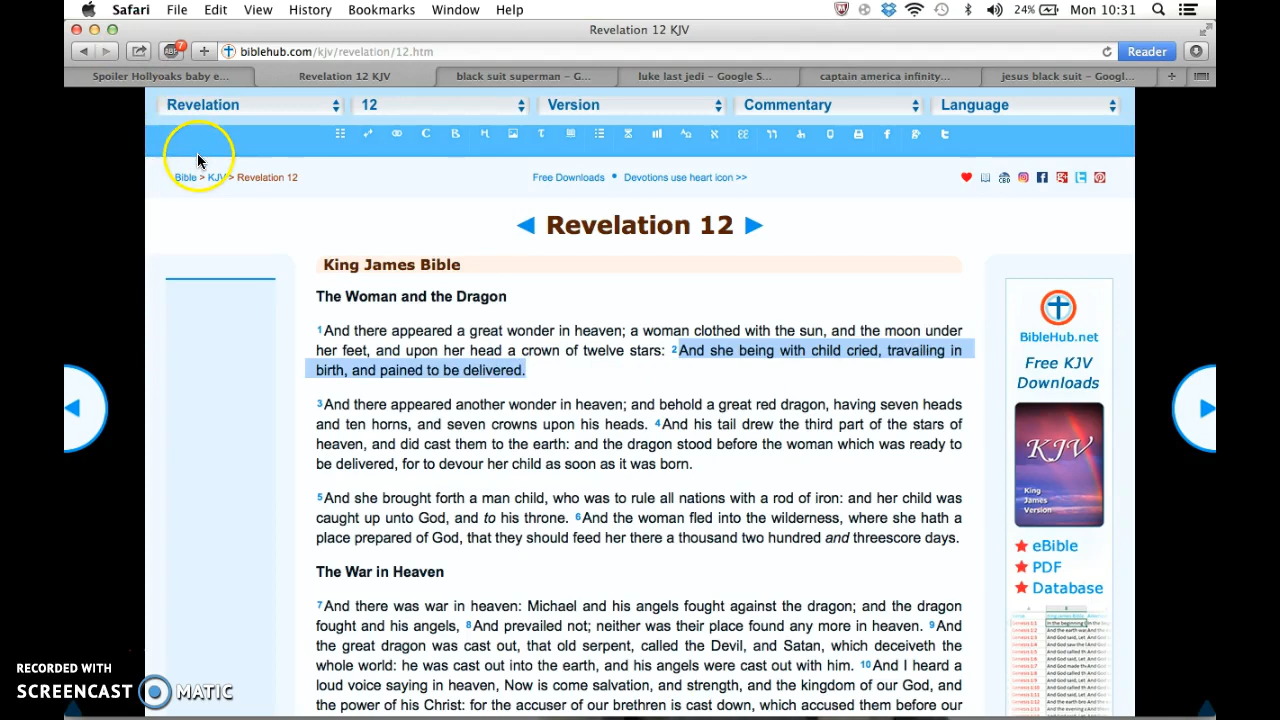 Safari File Edit View History Bookmarks Window Help 24% Mon 10:31
Revelation 12 KJV
ABP 7 biblehub.com/kjv/revelation/12.htm Reader
Spoiler Hollyoaks baby e... Revelation 12 KJV black suit superman – G... luke last jedi – Google S... captain america infinity... jesus black suit – Googl...
Revelation 12 Version Commentary Language
Bible > KJV > Revelation 12 Free Downloads • Devotions use heart icon >>
◄ Revelation 12 ►
King James Bible
The Woman and the Dragon
1And there appeared a great wonder in heaven; a woman clothed with the sun, and the moon under
her feet, and upon her head a crown of twelve stars: 2And she being with child cried, travailing in
birth, and pained to be delivered.
3And there appeared another wonder in heaven; and behold a great red dragon, having seven heads
and ten horns, and seven crowns upon his heads. 4And his tail drew the third part of the stars of
heaven, and did cast them to the earth: and the dragon stood before the woman which was ready to
be delivered, for to devour her child as soon as it was born.
5And she brought forth a man child, who was to rule all nations with a rod of iron: and her child was
caught up unto God, and to his throne. 6And the woman fled into the wilderness, where she hath a
place prepared of God, that they should feed her there a thousand two hundred and threescore days.
The War in Heaven
7And there was war in heaven: Michael and his angels fought against the dragon; and the dragon
angels, not; neither was their place found any more in heaven. 9And
the great dragon was cast out, that old serpent, called the Devil, and Satan, which deceiveth the
whole world: he was cast out into the earth, and his angels were cast out with him. 10And I heard a
in heaven, Now is come salvation, and strength, and the kingdom of our God, and
the power of his Christ: for the accuser of our brethren is cast down, which accused them before our
BibleHub.net
Free KJV
Downloads
KJV
King
James
Version
eBible
PDF
Database
RECORDED WITH
SCREENCAST MATIC